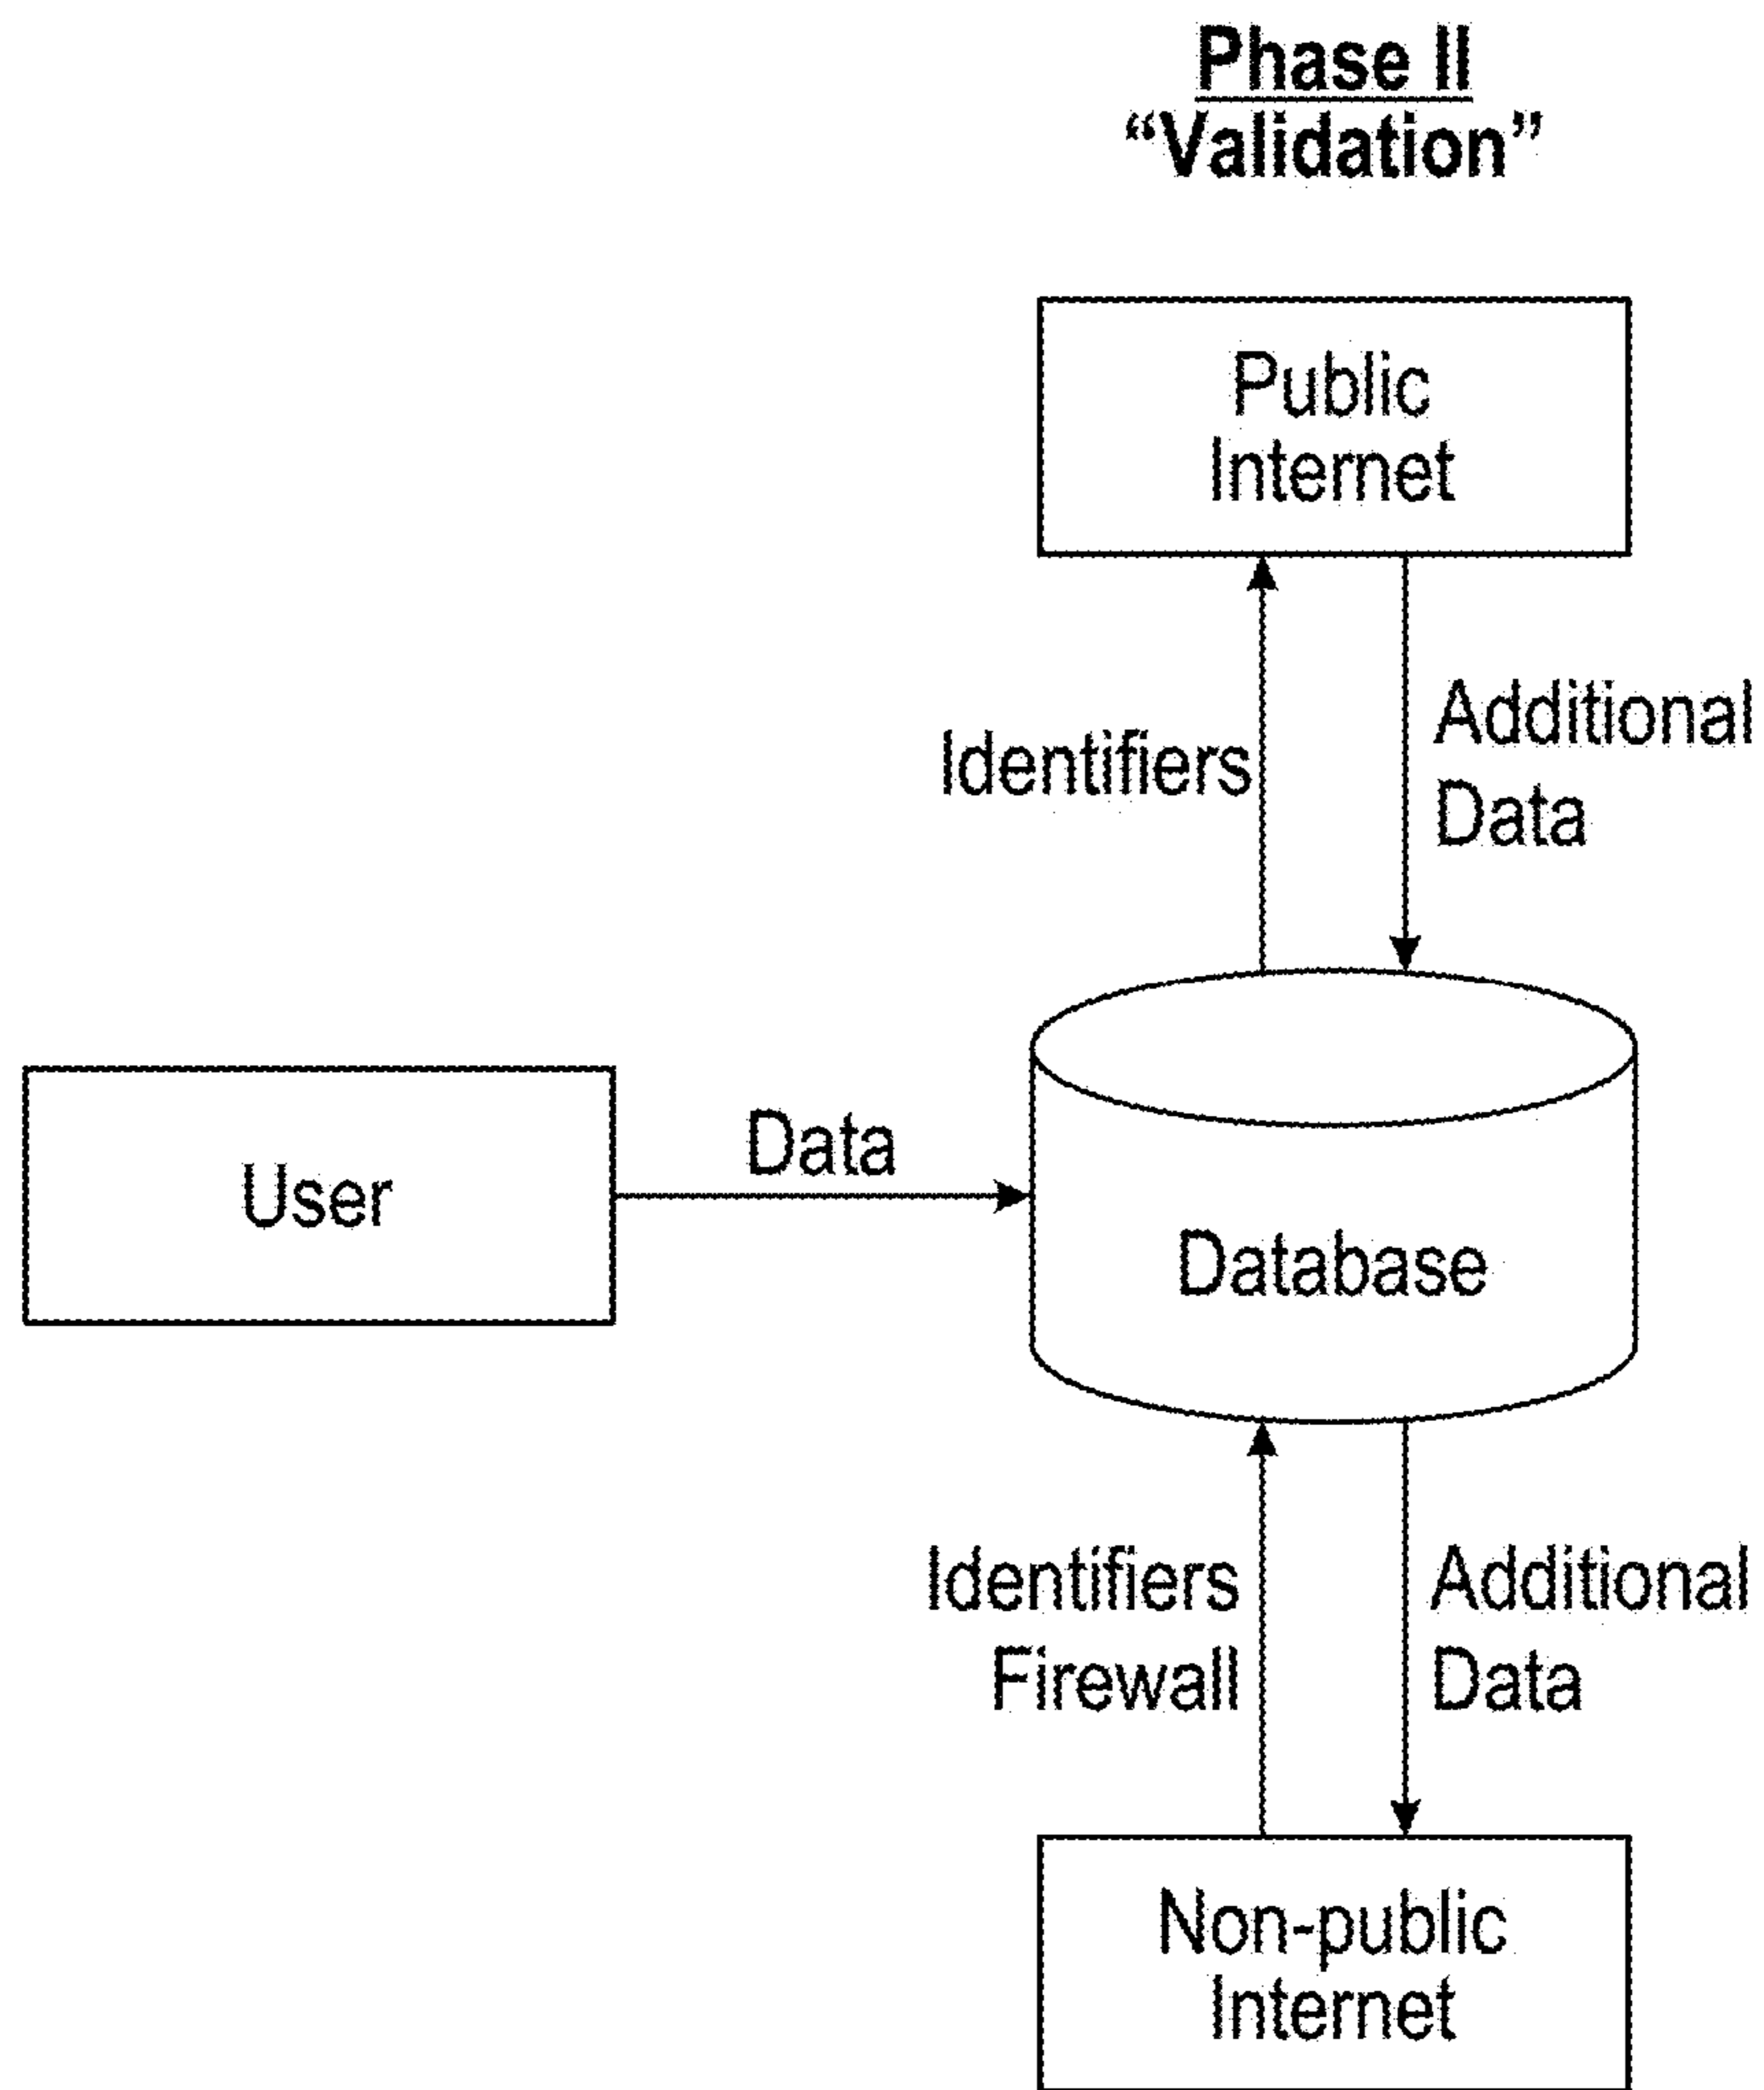 Phase II
“Validation”
Public
Internet
Identifiers
Additional
Data
User
Data
Database
Identifiers
Firewall
Additional
Data
Non-public
Internet